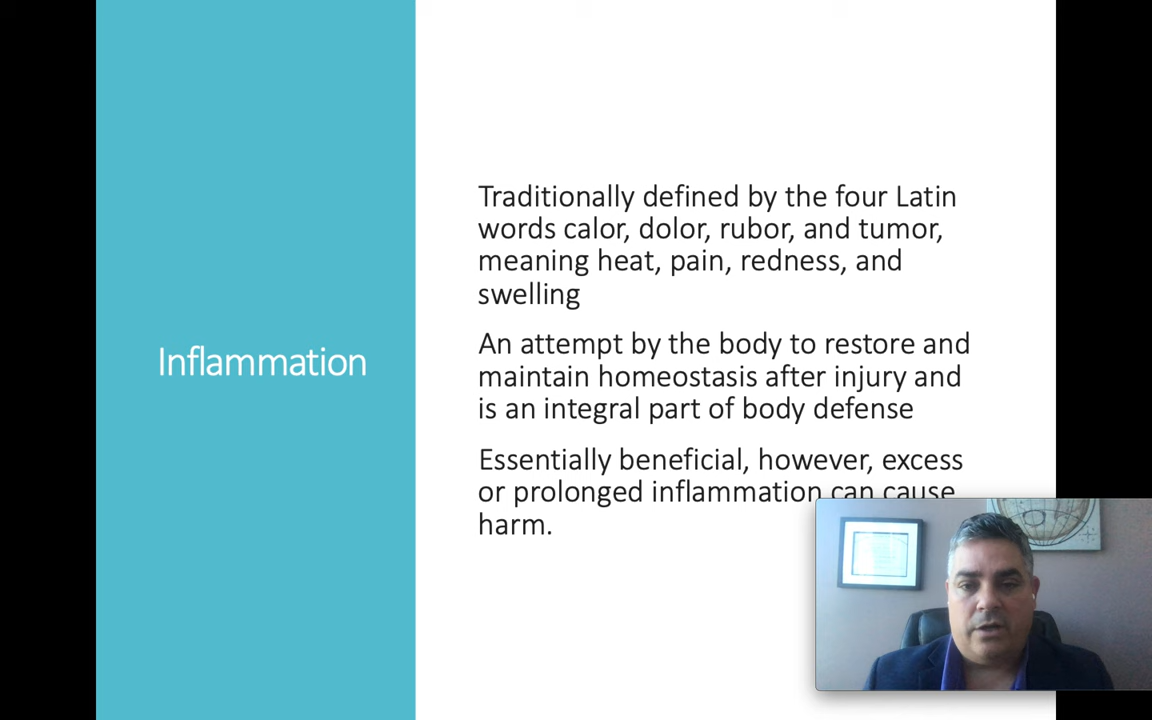 Inflammation
Traditionally defined by the four Latin
words calor, dolor, rubor, and tumor,
meaning heat, pain, redness, and
swelling
An attempt by the body to restore and
maintain homeostasis after injury and
is an integral part of body defense
Essentially beneficial, however, excess
or prolonged inflammation can cause
harm.